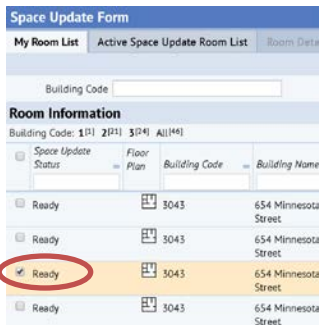 Space Update Form
My Room List Active Space Update Room List Room Deta
Building Code
Room Information
Building Code: 1[1] 2[21] 3[24] All[46]
Space Update Status Floor Plan Building Code Building Name
Ready 3043 654 Minnesota Street
Ready 3043 654 Minnesota Street
Ready 3043 654 Minnesota Street
Ready 3043 654 Minnesota Street